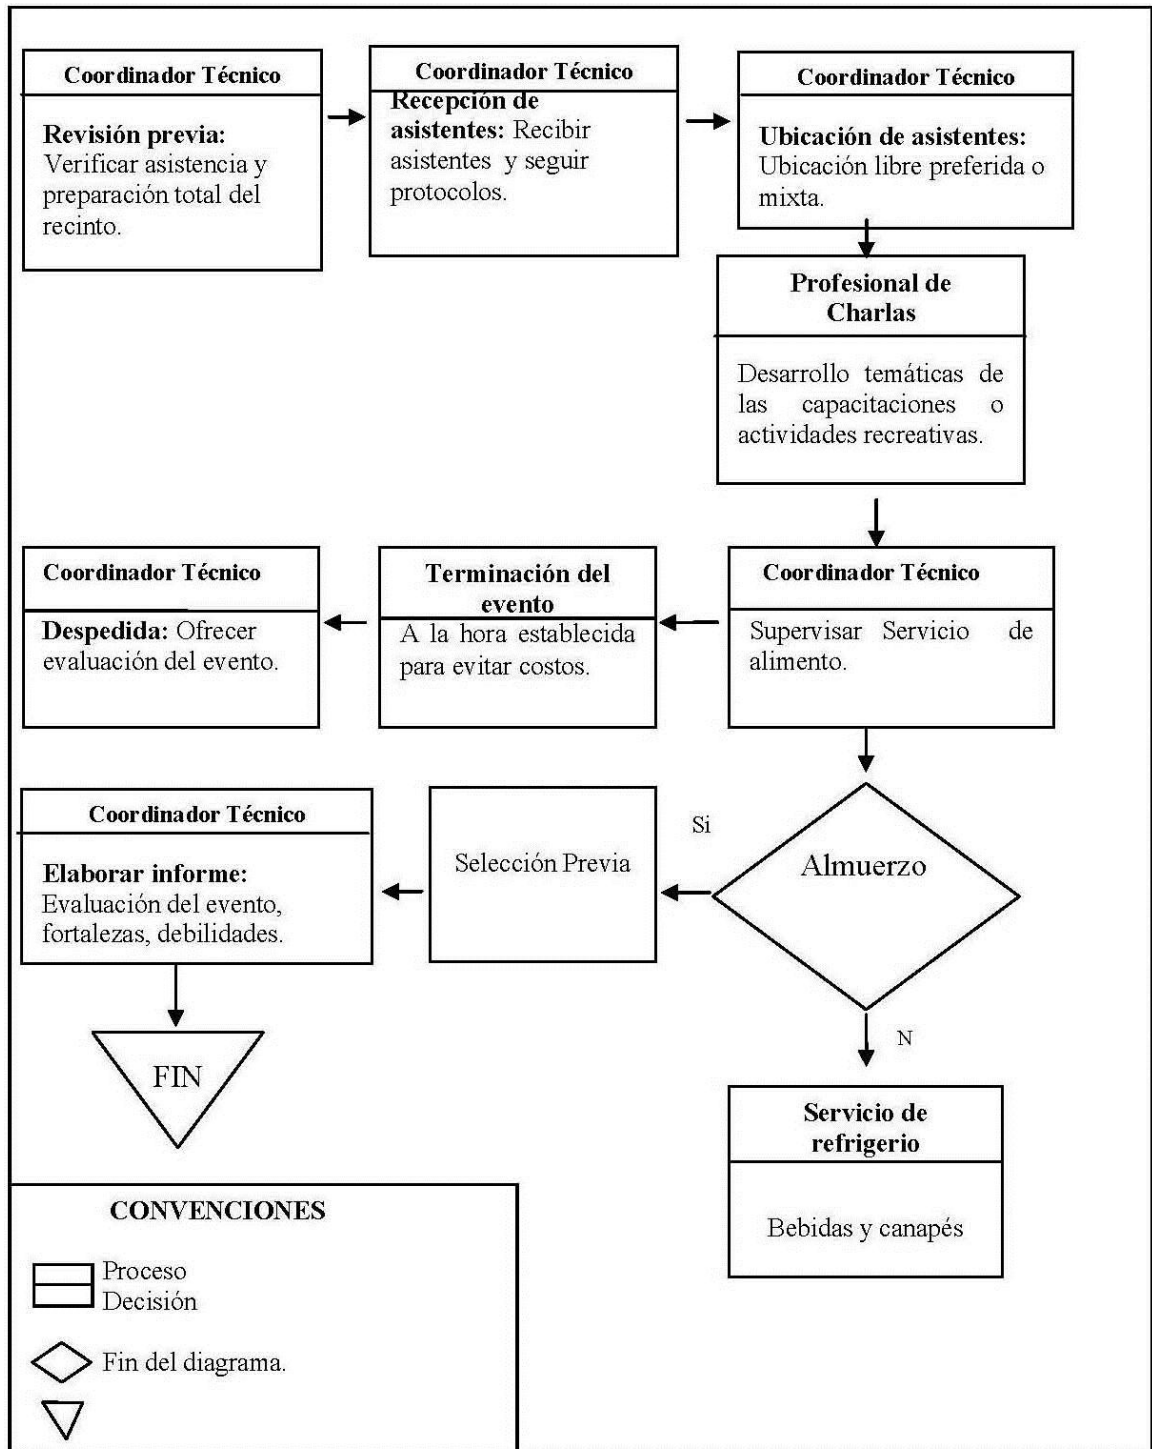 Coordinador Técnico
Revisión previa:
Verificar asistencia y
preparación total del
recinto.
Coordinador Técnico
Recepción de
asistentes: Recibir
asistentes y seguir
protocolos.
Coordinador Técnico
Ubicación de asistentes:
Ubicación libre preferida o
mixta.
Profesional de
Charlas
Desarrollo temáticas de
las capacitaciones o
actividades recreativas.
Coordinador Técnico
Supervisar Servicio de
alimento.
Terminación del
evento
A la hora establecida
para evitar costos.
Coordinador Técnico
Despedida: Ofrecer
evaluación del evento.
Almuerzo
Si
Selección Previa
Coordinador Técnico
Elaborar informe:
Evaluación del evento,
fortalezas, debilidades.
FIN
N
Servicio de
refrigerio
Bebidas y canapés
CONVENCIONES
Proceso
Decisión
Fin del diagrama.